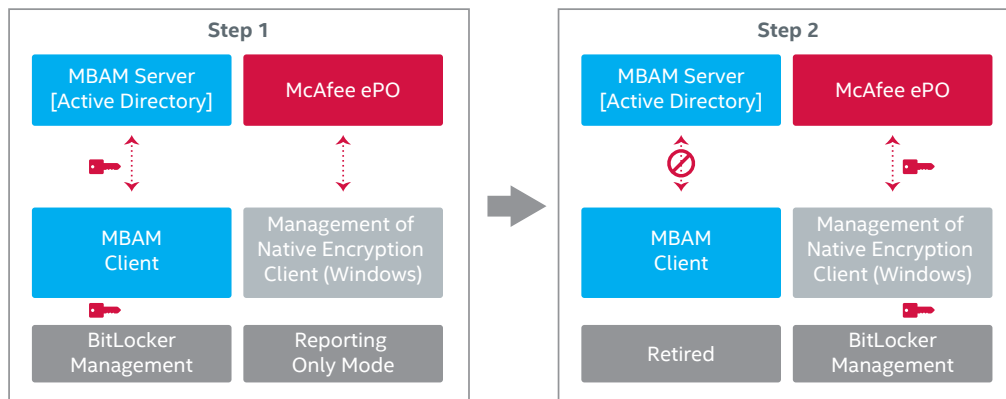 Step 1
MBAM Server
[Active Directory]
McAfee ePO
MBAM
Client
Management of
Native Encryption
Client (Windows)
BitLocker
Management
Reporting
Only Mode
Step 2
MBAM Server
[Active Directory]
McAfee ePO
MBAM
Client
Management of
Native Encryption
Client (Windows)
Retired
BitLocker
Management